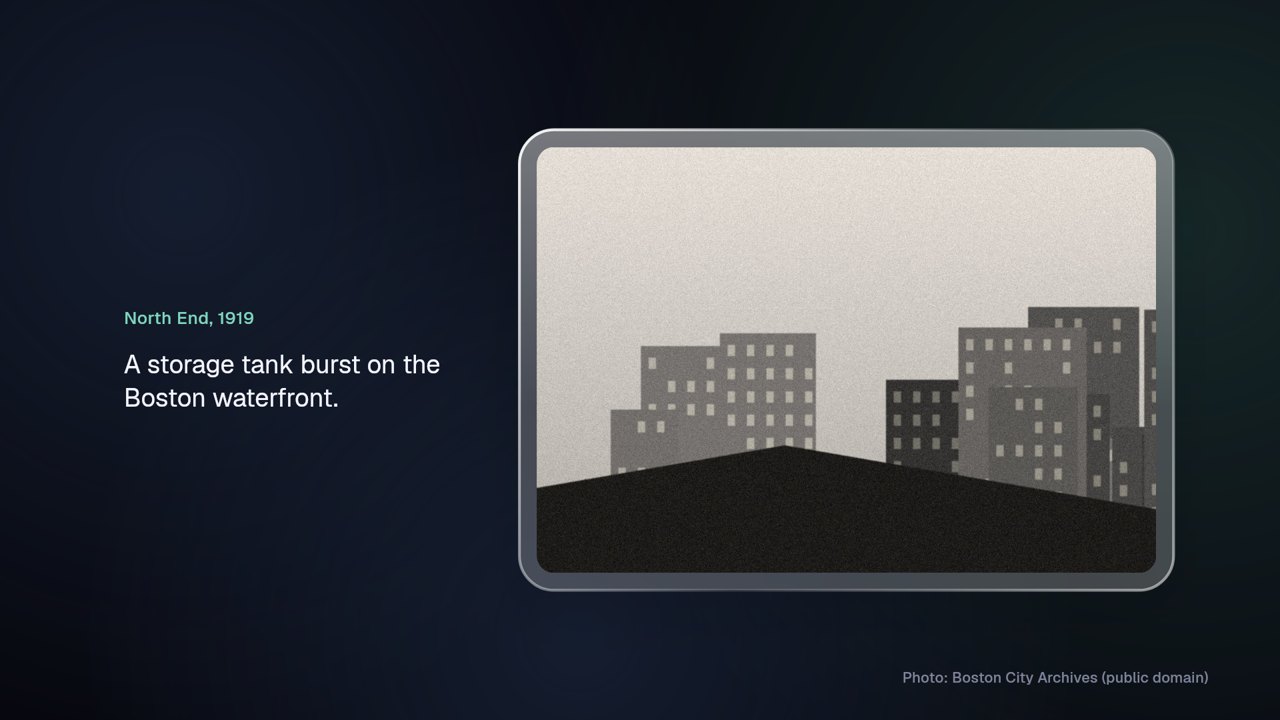 North End, 1919
A storage tank burst on the
Boston waterfront.
Photo: Boston City Archives (public domain)